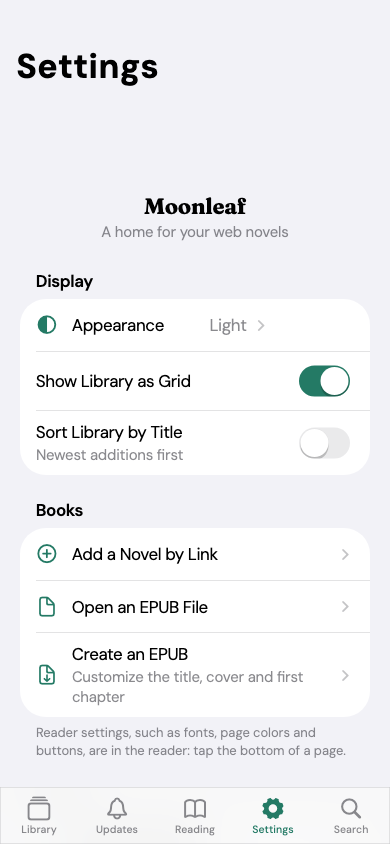 Settings
Moonleaf
A home for your web novels
Display
Appearance
Light
Show Library as Grid
Sort Library by Title
Newest additions first
Books
Add a Novel by Link
Open an EPUB File
Create an EPUB
Customize the title, cover and first
chapter
Reader settings, such as fonts, page colors and
buttons, are in the reader: tap the bottom of a page.
Library
Updates
Reading
Settings
Search